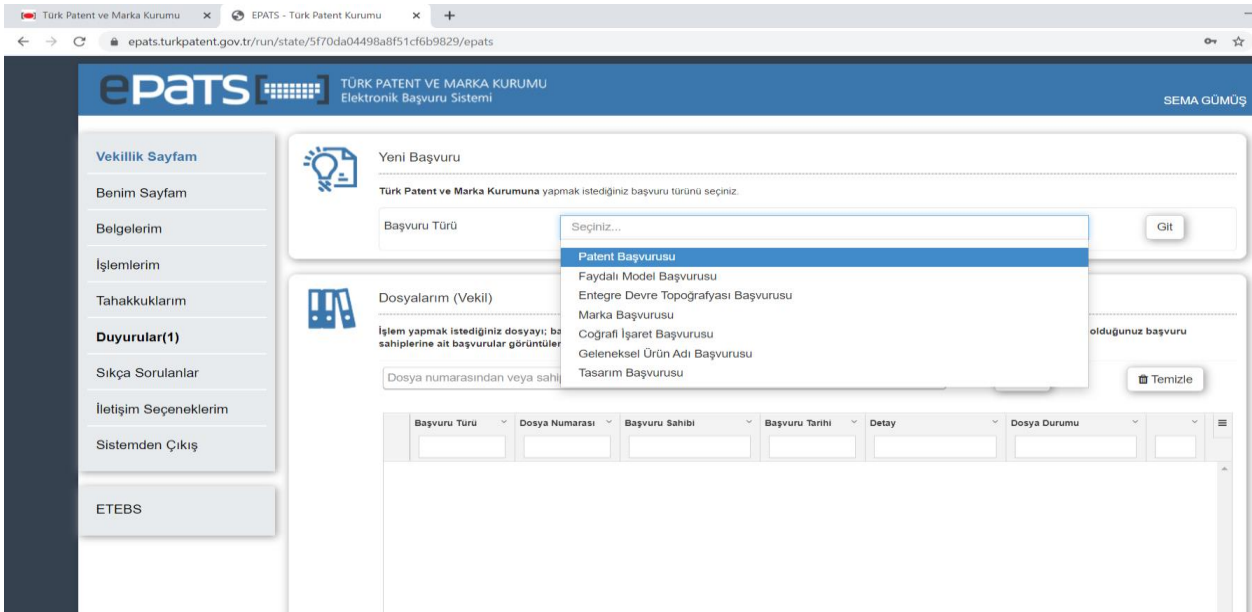 Türk Patent ve Marka Kurumu
EPATS - Türk Patent Kurumu
epats.turkpatent.gov.tr/run/state/5f70da04498a8f51cf6b9829/epats
ePATS
TÜRK PATENT VE MARKA KURUMU
Elektronik Başvuru Sistemi
SEMA GÜMÜŞ
Vekillik Sayfam
Benim Sayfam
Belgelerim
İşlemlerim
Tahakkuklarım
Duyurular(1)
Sıkça Sorulanlar
İletişim Seçeneklerim
Sistemden Çıkış
ETEBS
Yeni Başvuru
Türk Patent ve Marka Kurumuna yapmak istediğiniz başvuru türünü seçiniz.
Başvuru Türü
Seçiniz...
Git
Patent Başvurusu
Faydalı Model Başvurusu
Entegre Devre Topoğrafyası Başvurusu
Marka Başvurusu
Coğrafi İşaret Başvurusu
Geleneksel Ürün Adı Başvurusu
Tasarım Başvurusu
Dosyalarım (Vekil)
İşlem yapmak istediğiniz dosyayı; olduğunuz başvuru
sahiplerine ait başvurular
Dosya numarasından veya
Temizle
Başvuru Türü Dosya Numarası Başvuru Sahibi Başvuru Tarihi Detay Dosya Durumu